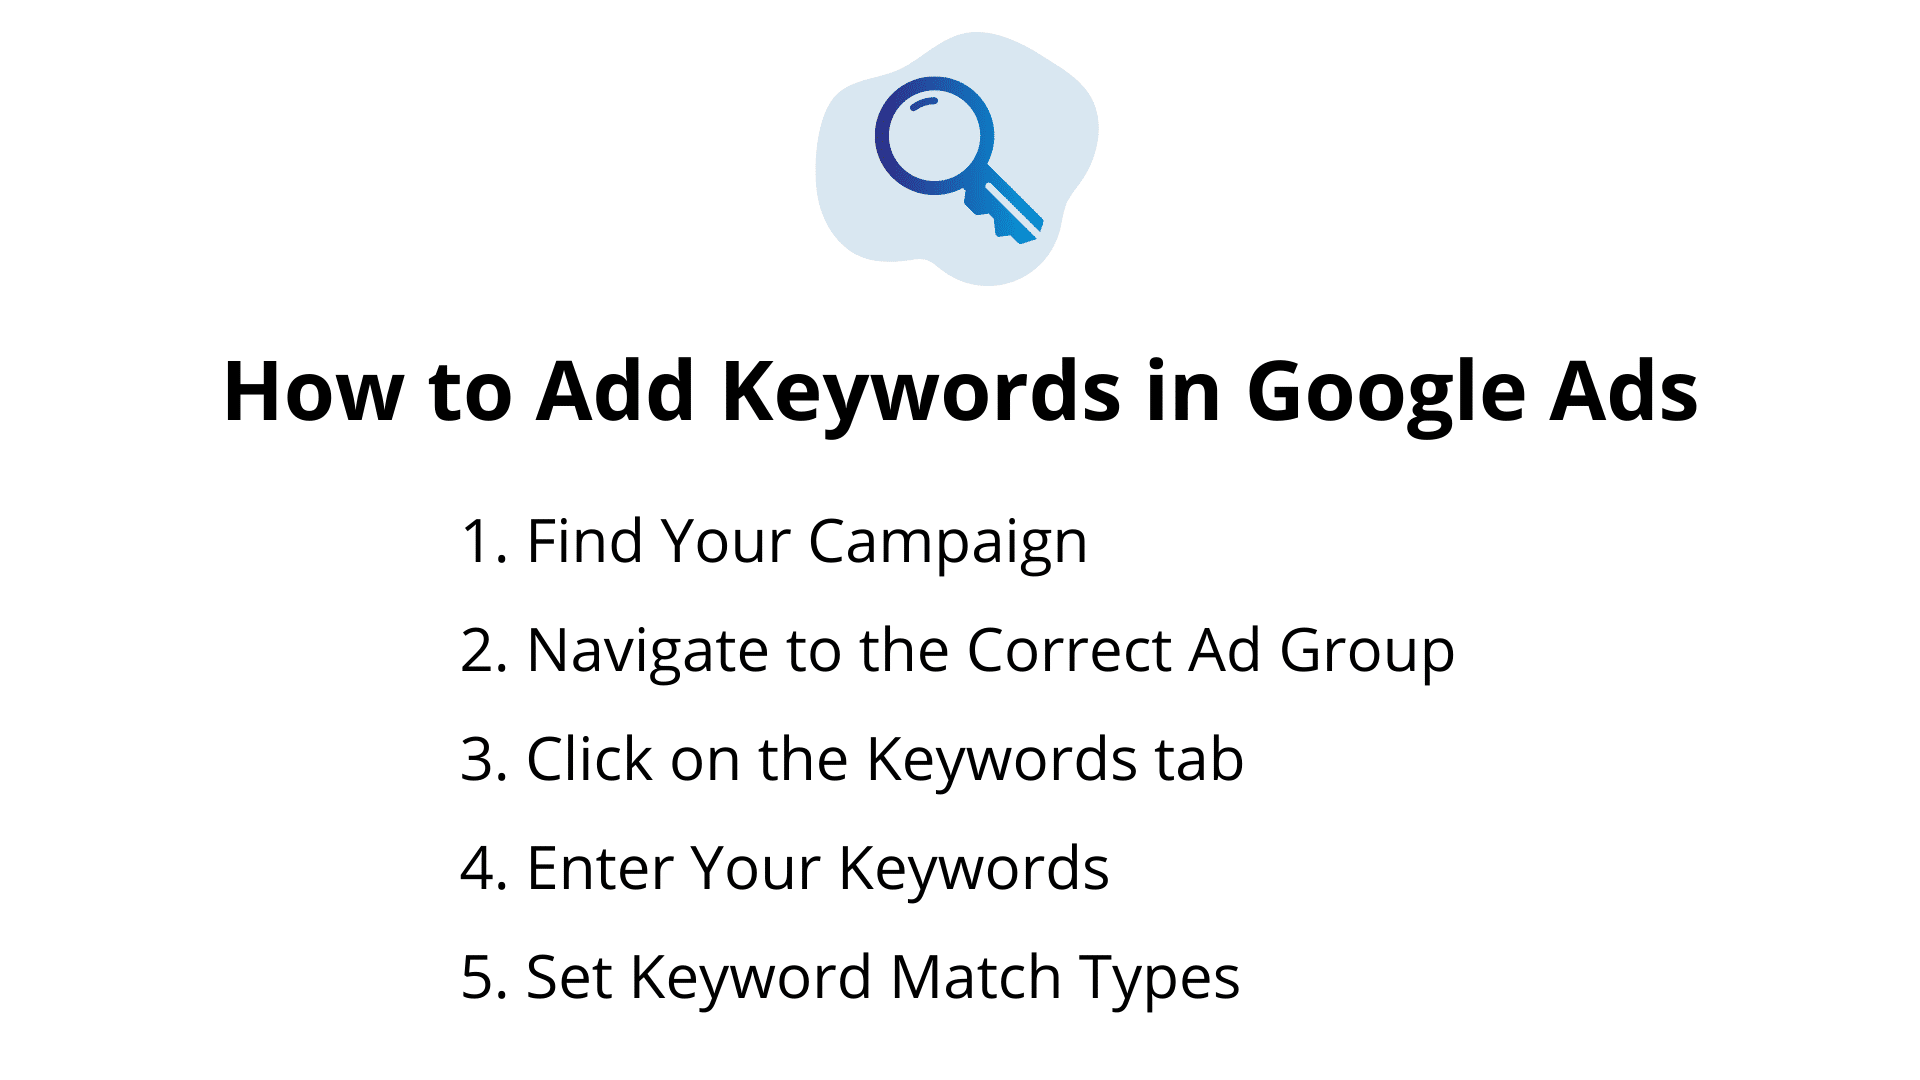 How to Add Keywords in Google Ads
1. Find Your Campaign
2. Navigate to the Correct Ad Group
3. Click on the Keywords tab
4. Enter Your Keywords
5. Set Keyword Match Types